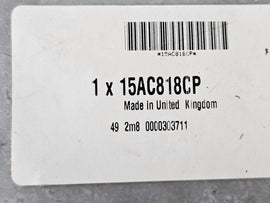 *15AC818CP*
1 x 15AC818CP
Made in United Kingdom
49 2m8 0000303711